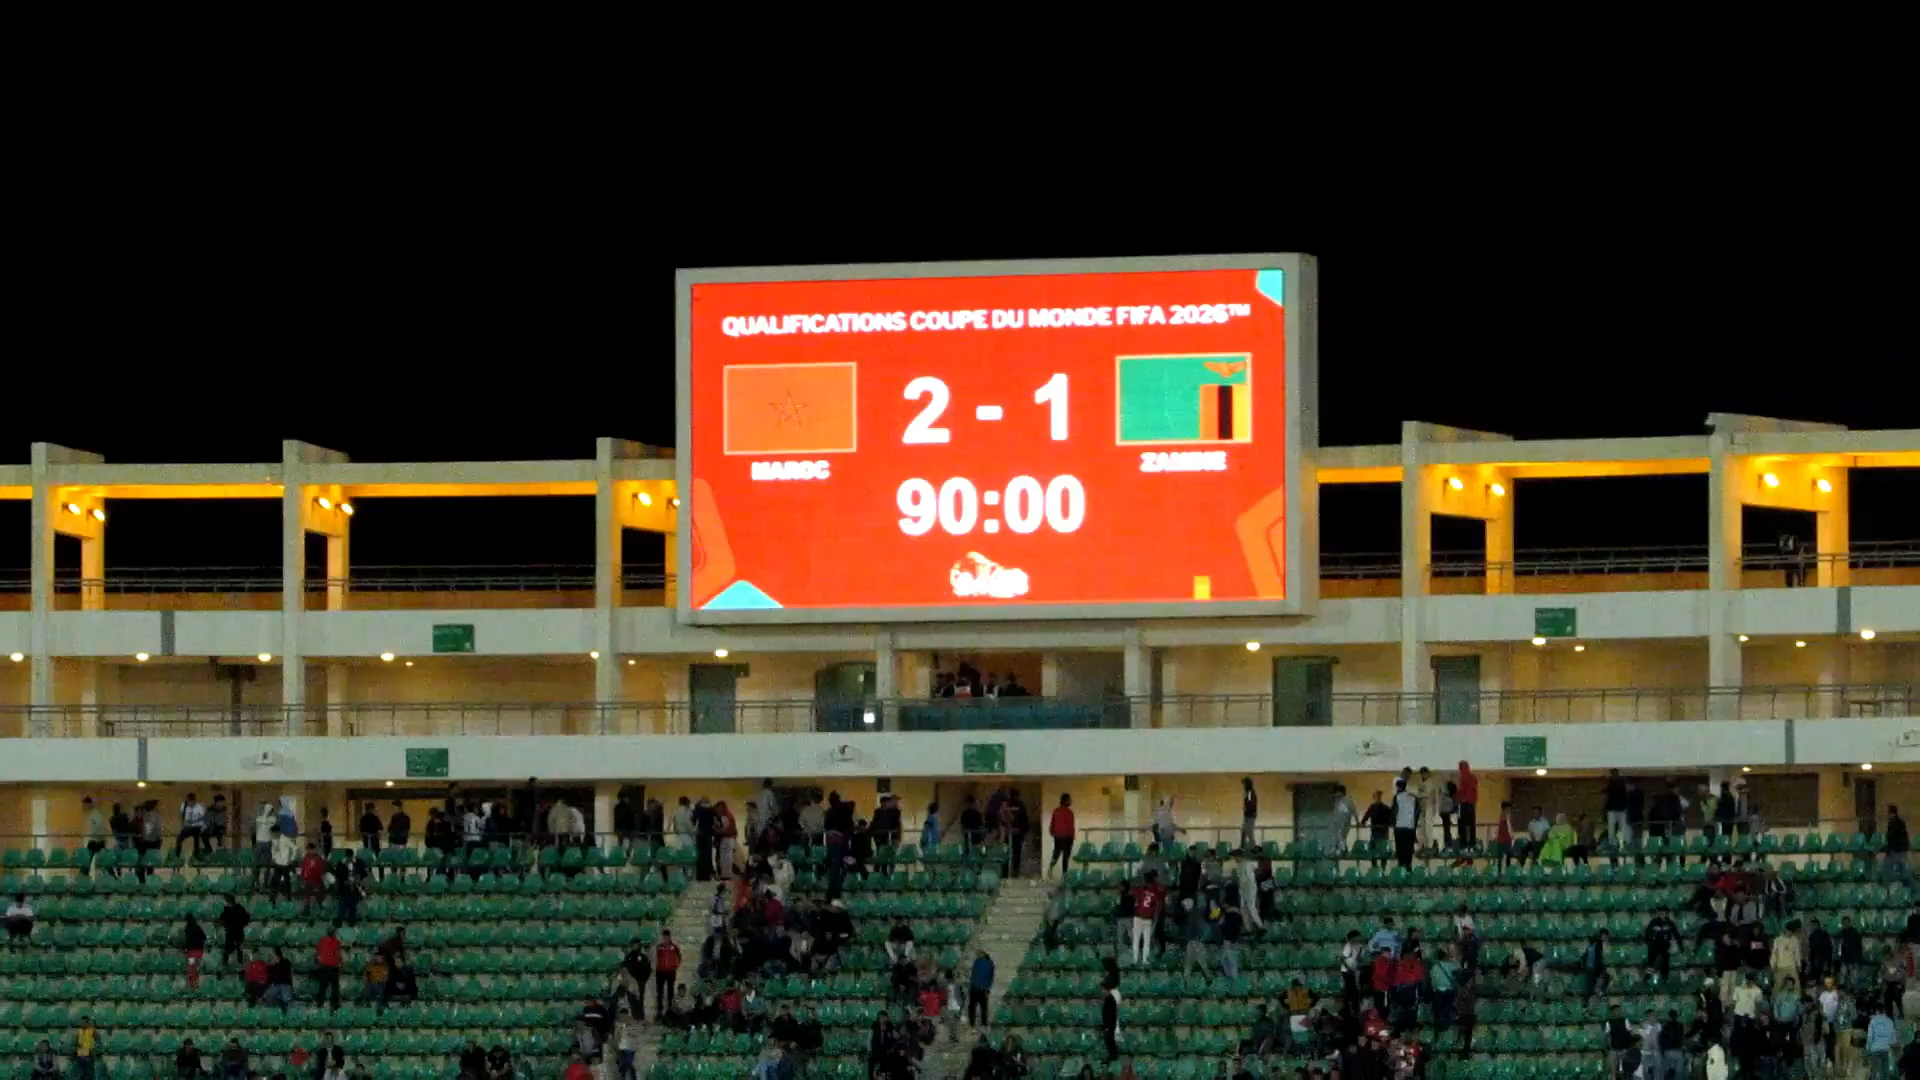 QUALIFICATIONS COUPE DU MONDE FIFA 2026™
2 - 1
MAROC
ZAMBIE
90:00